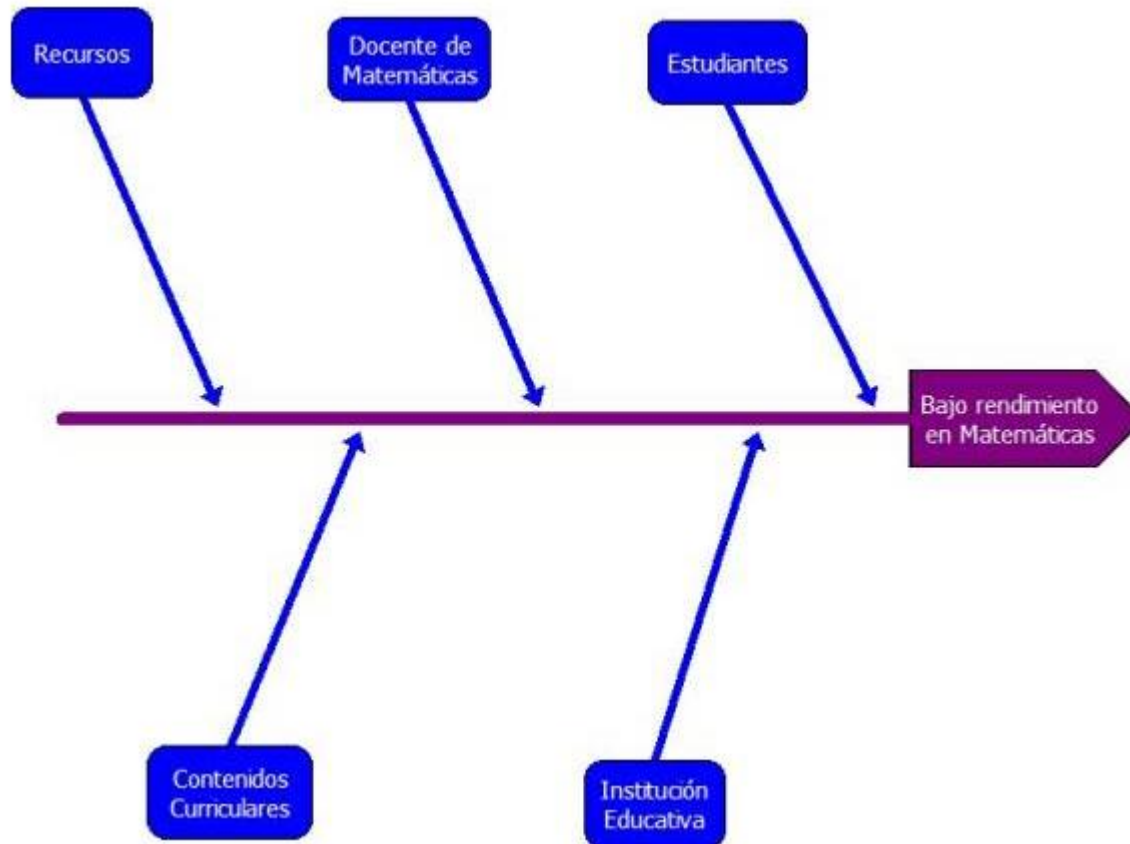 Recursos
Docente de
Matemáticas
Estudiantes
Bajo rendimiento
en Matemáticas
Contenidos
Curriculares
Institución
Educativa